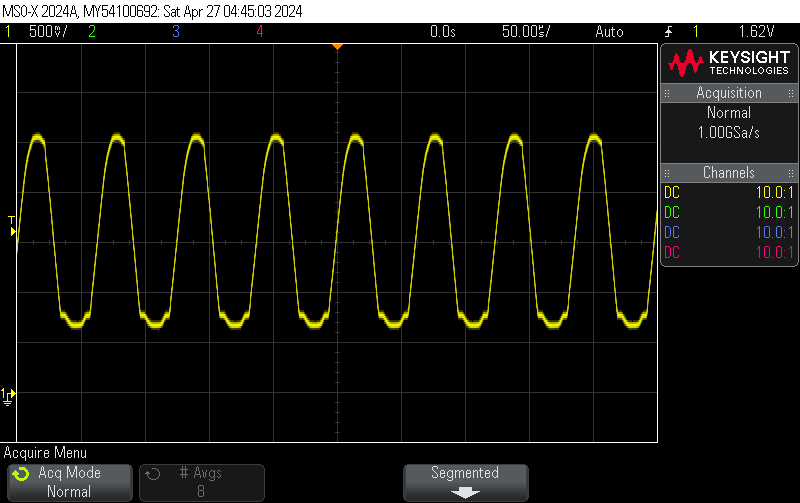 MSO-X 2024A, MY54100692: Sat Apr 27 04:45:03 2024
1 500mV/ 2 3 4 0.0s 50.00us/ Auto 1 1.62V
KEYSIGHT
TECHNOLOGIES
Acquisition
Normal
1.00GSa/s
Channels
DC 10.0:1
DC 10.0:1
DC 10.0:1
DC 10.0:1
T
1
Acquire Menu
Acq Mode
Normal
# Avgs
8
Segmented